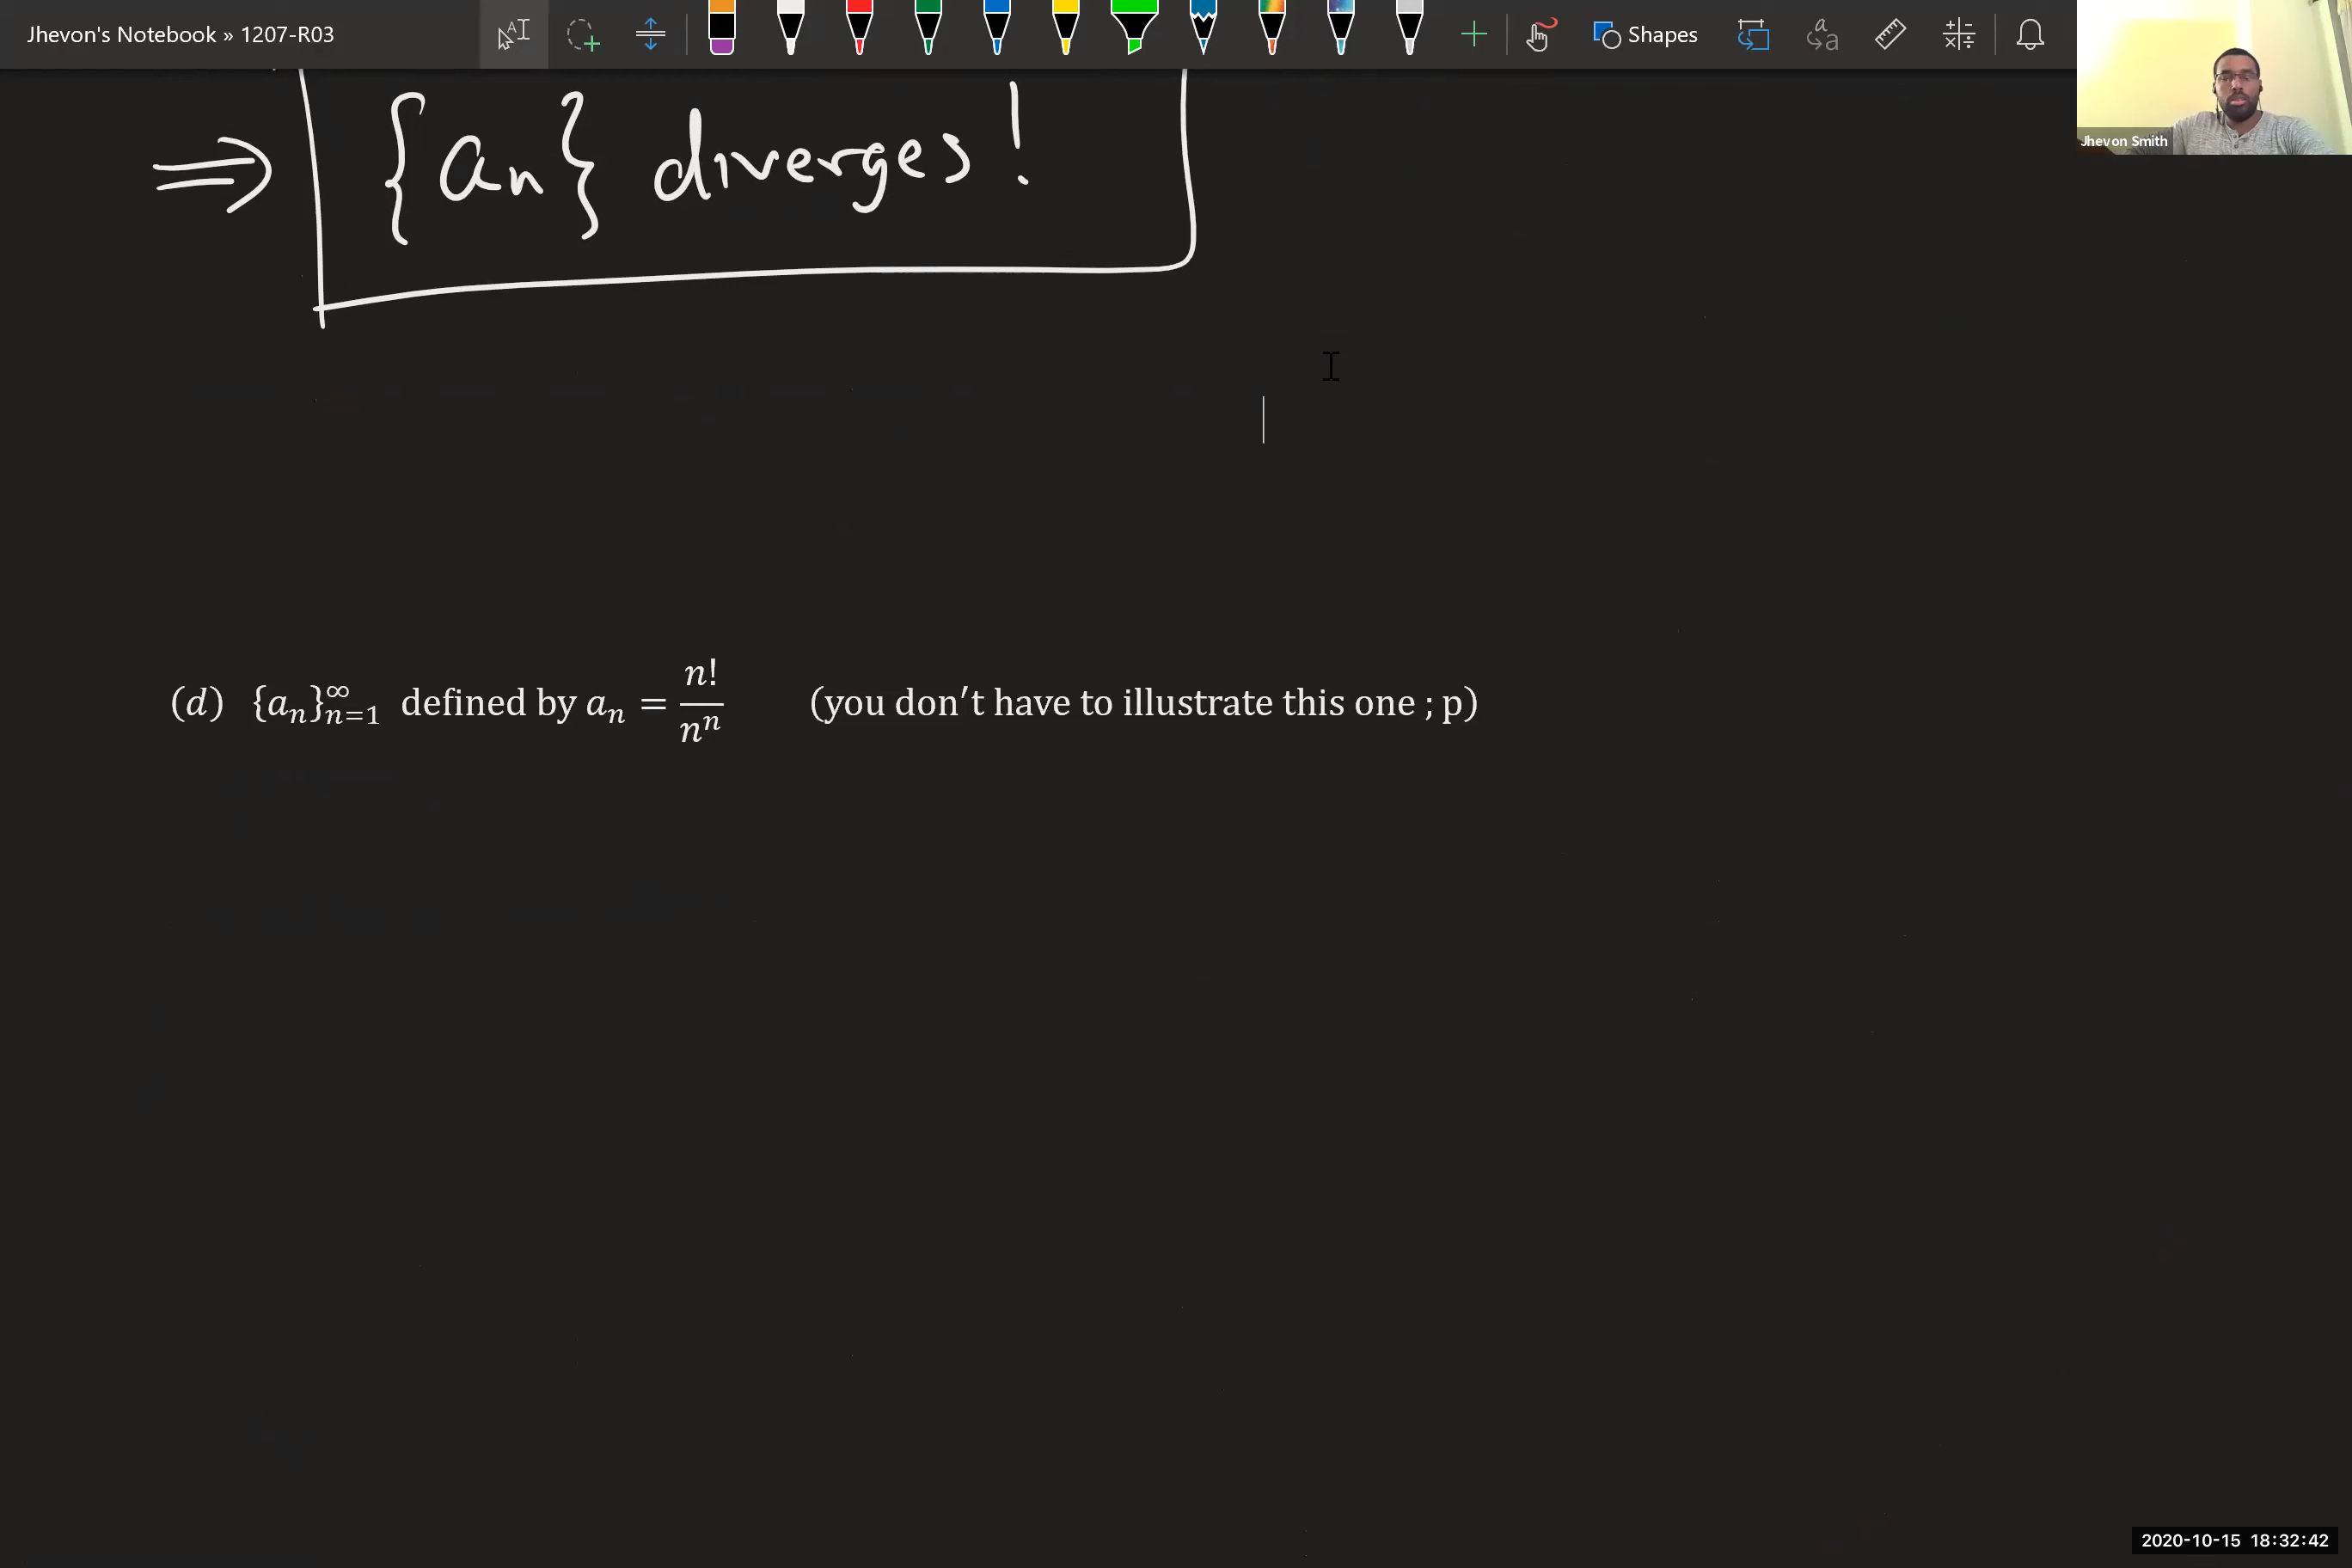 Jhevon's Notebook » 1207-R03
Shapes
Jhevon Smith
⇒ {aₙ} diverges!
(d) {aₙ}ₙ₌₁^∞ defined by aₙ = n!/nⁿ (you don't have to illustrate this one ; p)
2020-10-15 18:32:42